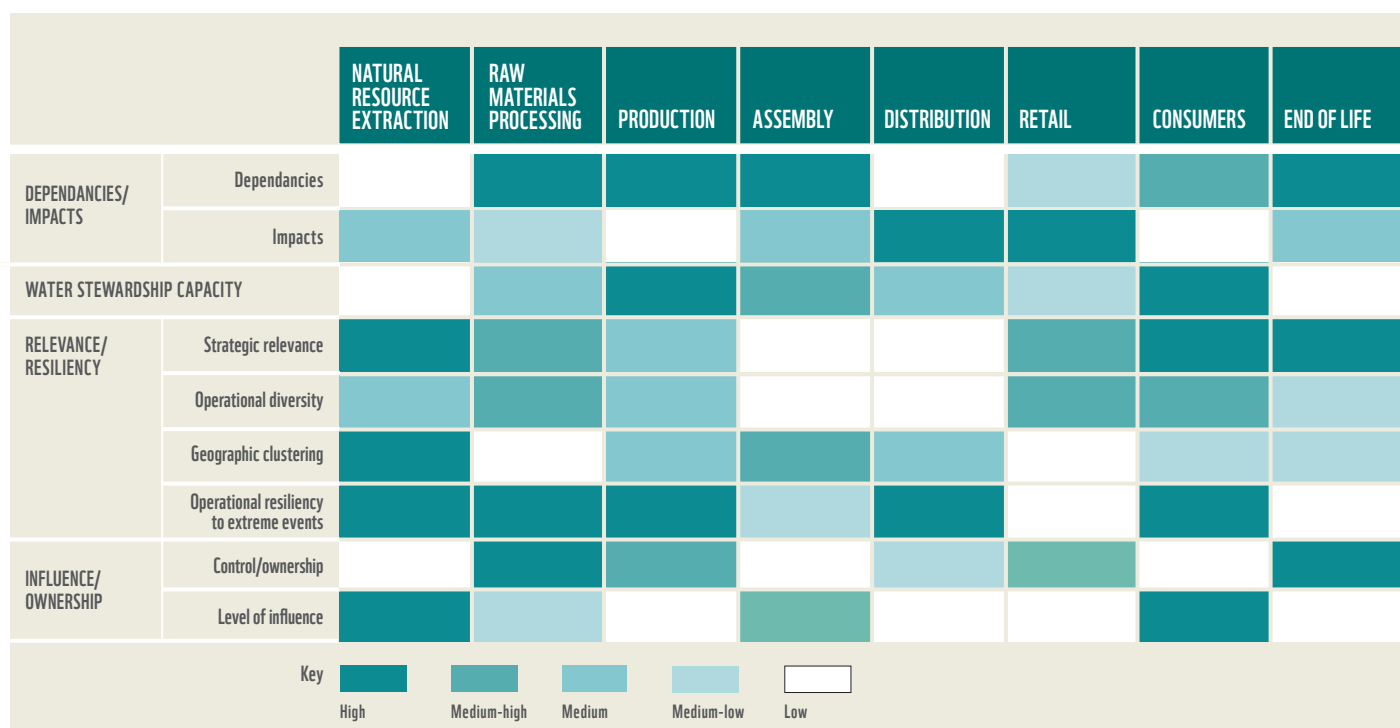 NATURAL
RESOURCE
EXTRACTION
RAW
MATERIALS
PROCESSING
PRODUCTION
ASSEMBLY
DISTRIBUTION
RETAIL
CONSUMERS
END OF LIFE
DEPENDANCIES/
IMPACTS
Dependancies
Impacts
WATER STEWARDSHIP CAPACITY
RELEVANCE/
RESILIENCY
Strategic relevance
Operational diversity
Geographic clustering
Operational resiliency
to extreme events
INFLUENCE/
OWNERSHIP
Control/ownership
Level of influence
Key
High
Medium-high
Medium
Medium-low
Low